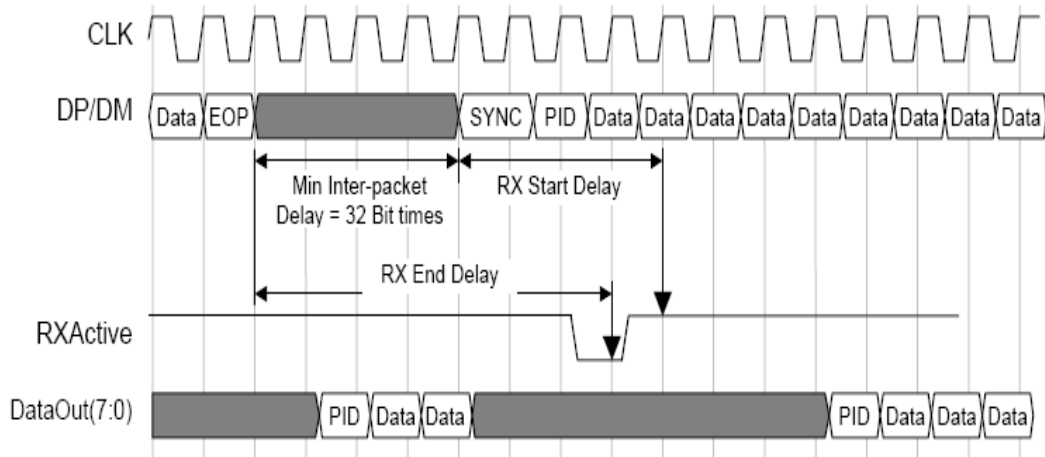 CLK
DP/DM Data EOP SYNC PID Data Data Data Data Data Data Data Data Data
Min Inter-packet
Delay = 32 Bit times
RX Start Delay
RX End Delay
RXActive
DataOut(7:0) PID Data Data PID Data Data Data